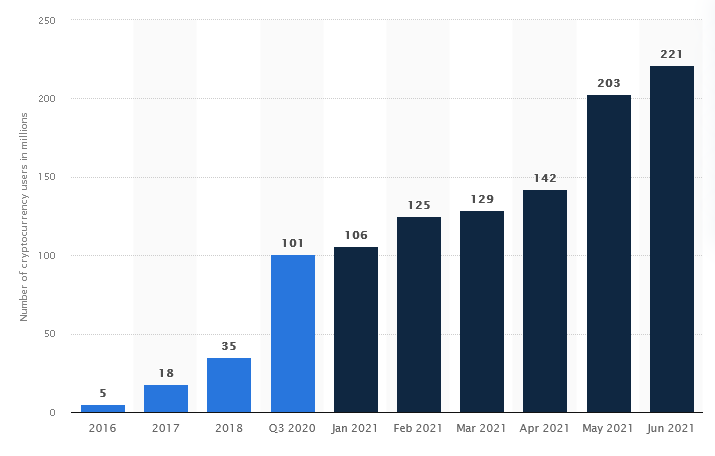 Number of cryptocurrency users in millions
250
200
150
100
50
0
5
18
35
101
106
125
129
142
203
221
2016
2017
2018
Q3 2020
Jan 2021
Feb 2021
Mar 2021
Apr 2021
May 2021
Jun 2021